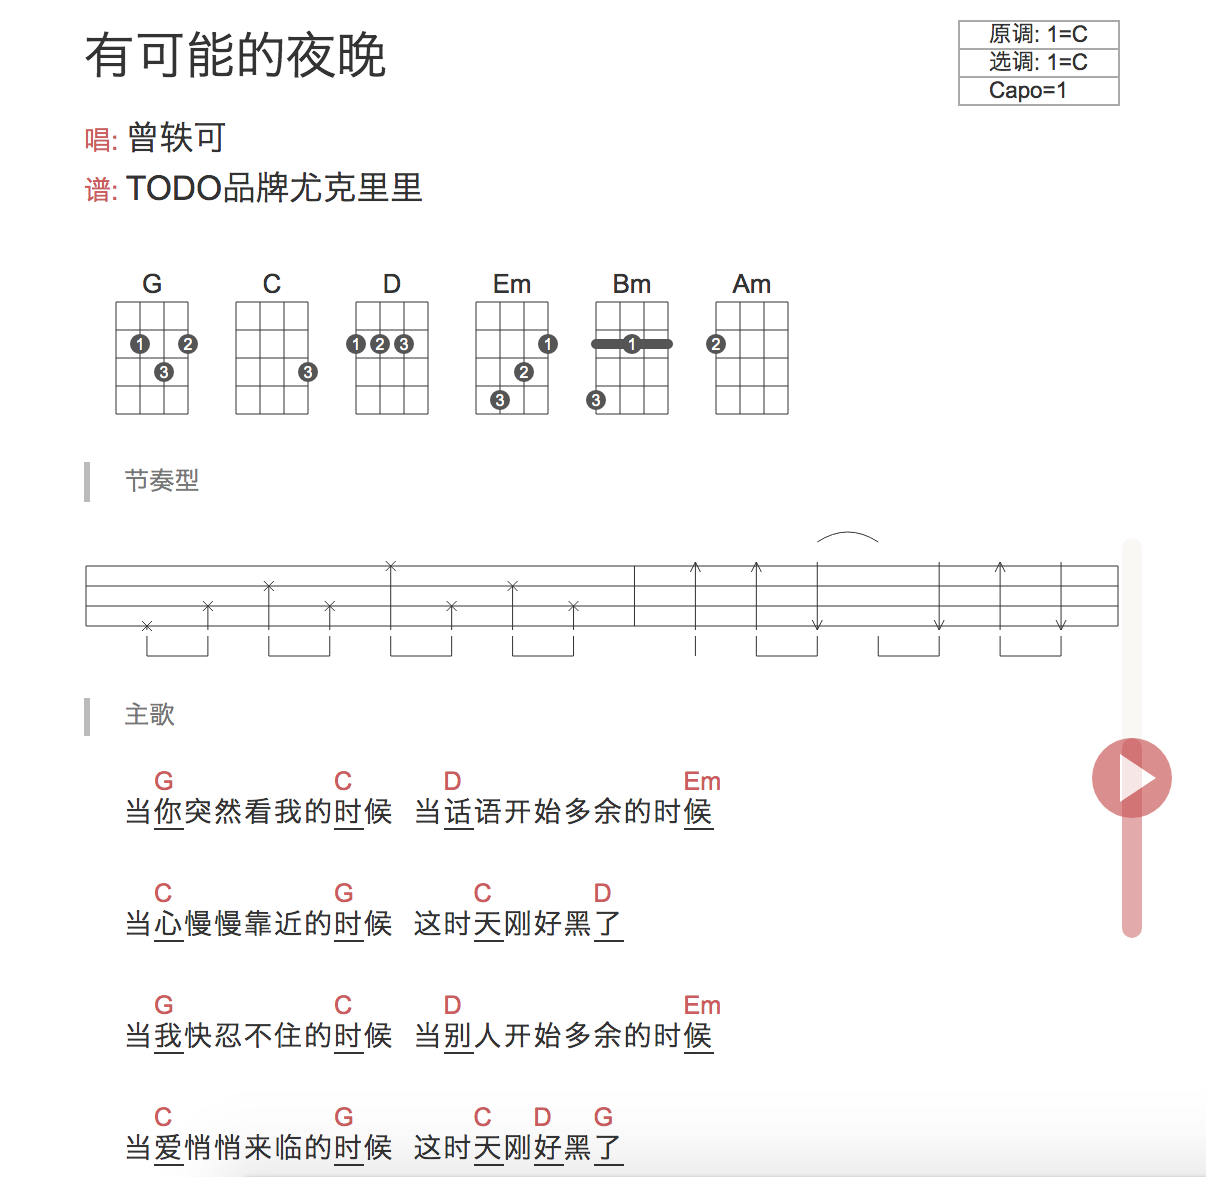 有可能的夜晚
原调: 1=C
选调: 1=C
Capo=1
唱: 曾轶可
谱: TODO品牌尤克里里
G C D Em Bm Am
1 2 3 3 1 2 3 1 2 3 1 3 2
节奏型
主歌
G C D Em
当你突然看我的时候 当话语开始多余的时候
C G C D
当心慢慢靠近的时候 这时天刚好黑了
G C D Em
当我快忍不住的时候 当别人开始多余的时候
C G C D G
当爱悄悄来临的时候 这时天刚好黑了